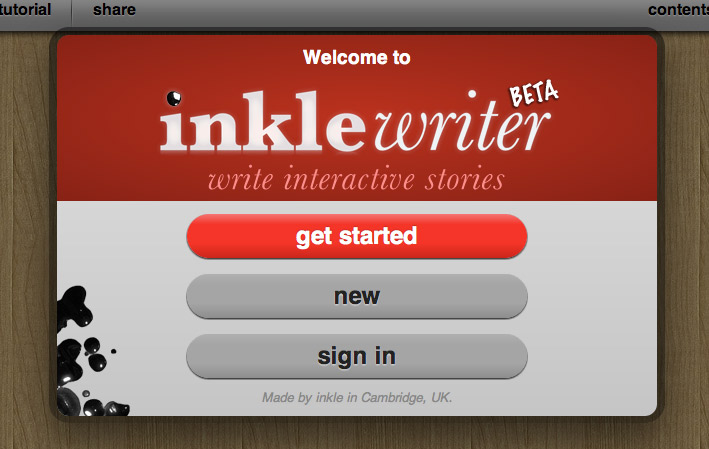 tutorial share contents
Welcome to
inklewriter BETA
write interactive stories
get started
new
sign in
Made by inkle in Cambridge, UK.